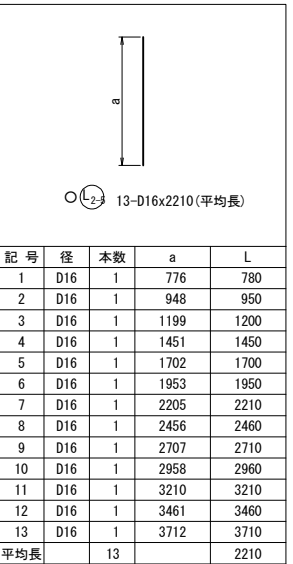 a
L2-5 13-D16x2210(平均長)
記 号 径 本数 a L
1 D16 1 776 780
2 D16 1 948 950
3 D16 1 1199 1200
4 D16 1 1451 1450
5 D16 1 1702 1700
6 D16 1 1953 1950
7 D16 1 2205 2210
8 D16 1 2456 2460
9 D16 1 2707 2710
10 D16 1 2958 2960
11 D16 1 3210 3210
12 D16 1 3461 3460
13 D16 1 3712 3710
平均長 13 2210